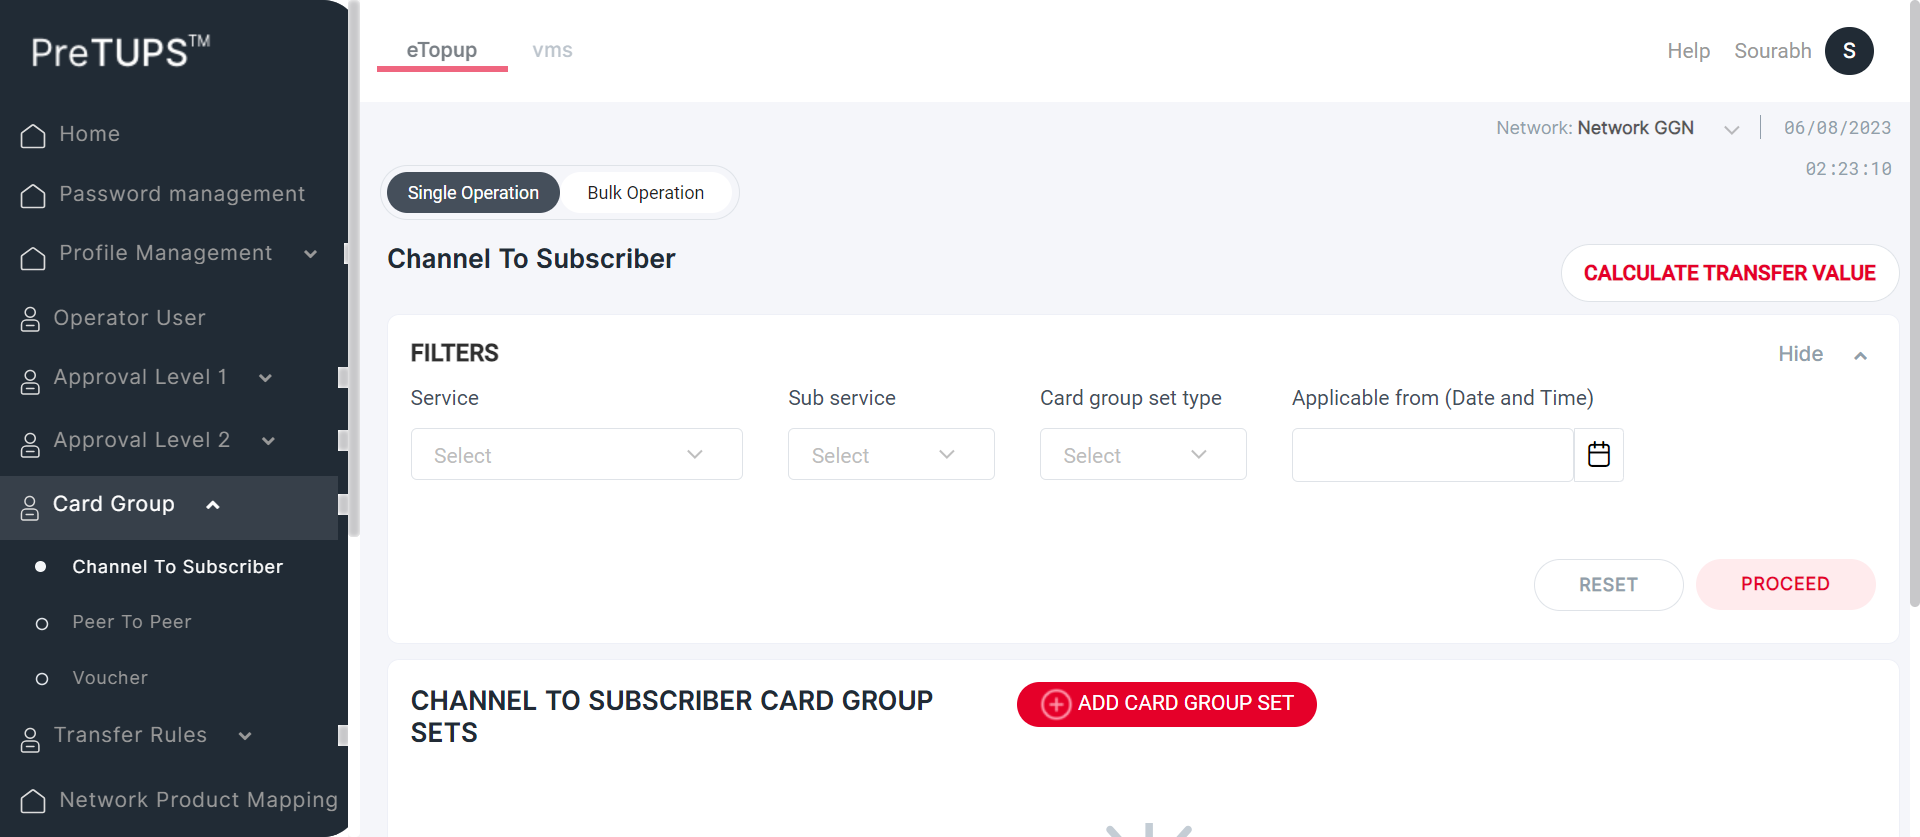 PreTUPS™
Home
Password management
Profile Management
Operator User
Approval Level 1
Approval Level 2
Card Group
Channel To Subscriber
Peer To Peer
Voucher
Transfer Rules
Network Product Mapping
eTopup
vms
Help
Sourabh
S
Network: Network GGN
06/08/2023
02:23:10
Single Operation
Bulk Operation
Channel To Subscriber
CALCULATE TRANSFER VALUE
FILTERS
Hide
Service
Sub service
Card group set type
Applicable from (Date and Time)
Select
Select
Select
RESET
PROCEED
CHANNEL TO SUBSCRIBER CARD GROUP
SETS
ADD CARD GROUP SET